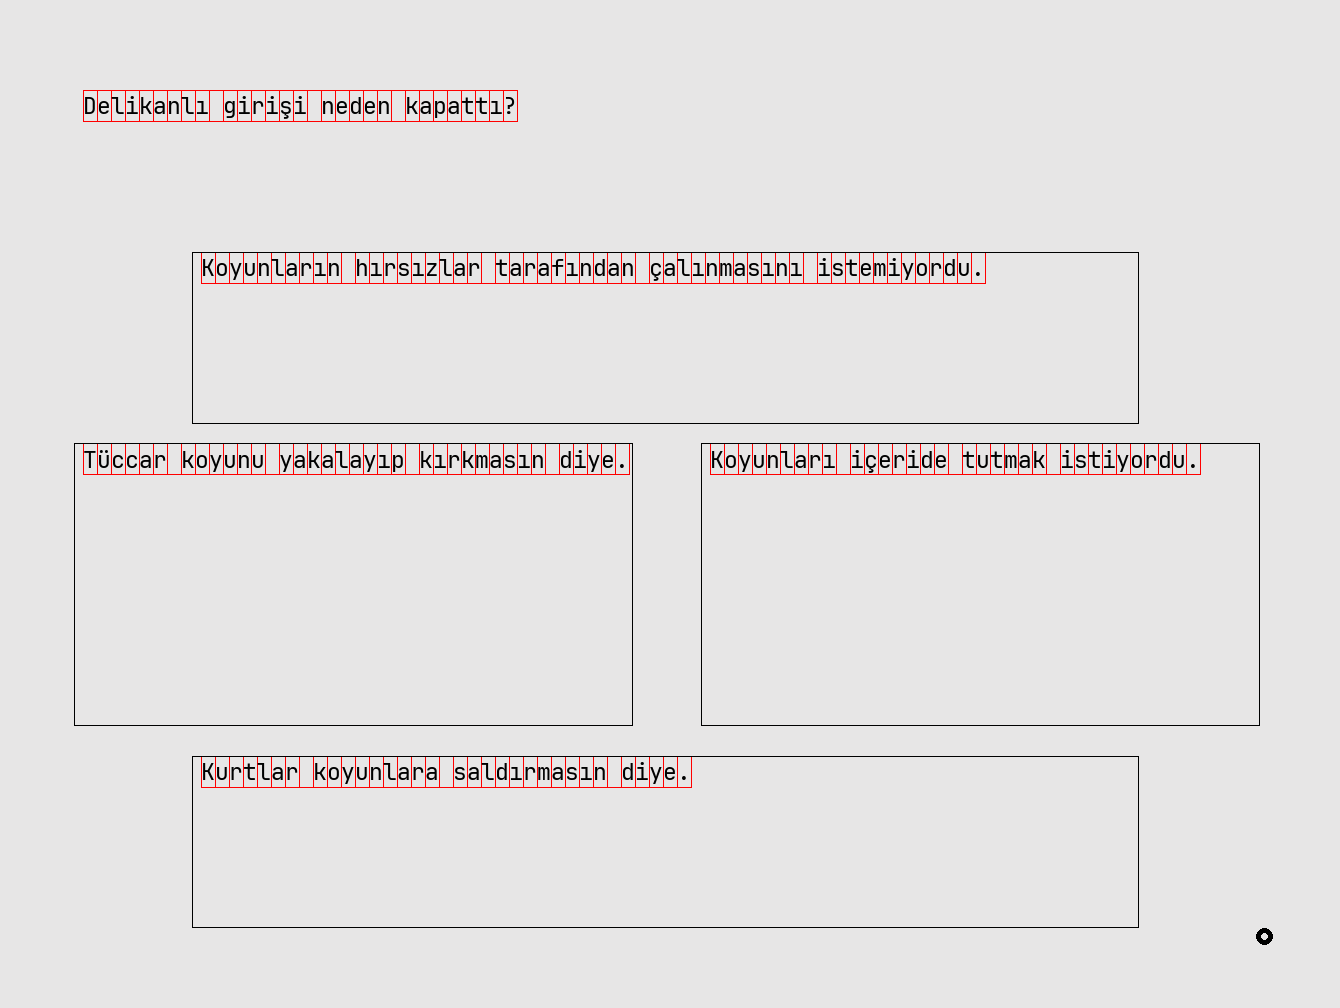 Delikanlı girişi neden kapattı?
Koyunların hırsızlar tarafından çalınmasını istemiyordu.
Tüccar koyunu yakalayıp kırkmasın diye.
Koyunları içeride tutmak istiyordu.
Kurtlar koyunlara saldırmasın diye.